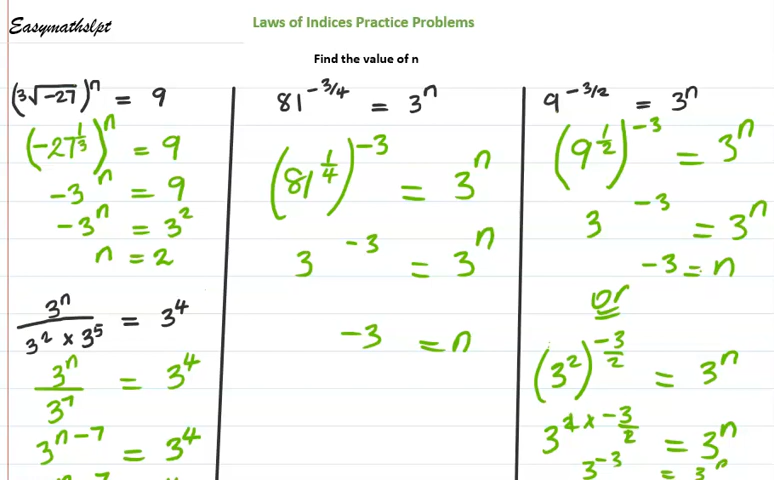 Easymathslpt
Laws of Indices Practice Problems
Find the value of n
(³√-27)ⁿ = 9
(-27^(1/3))ⁿ = 9
-3ⁿ = 9
-3ⁿ = 3²
n = 2
3ⁿ / (3² × 3⁵) = 3⁴
3ⁿ / 3⁷ = 3⁴
3ⁿ⁻⁷ = 3⁴
81^(-3/4) = 3ⁿ
(81^(1/4))⁻³ = 3ⁿ
3⁻³ = 3ⁿ
-3 = n
9^(-3/2) = 3ⁿ
(9^(1/2))⁻³ = 3ⁿ
3⁻³ = 3ⁿ
-3 = n
or
(3²)^(-3/2) = 3ⁿ
3^(2 × -3/2) = 3ⁿ
3⁻³ = 3ⁿ